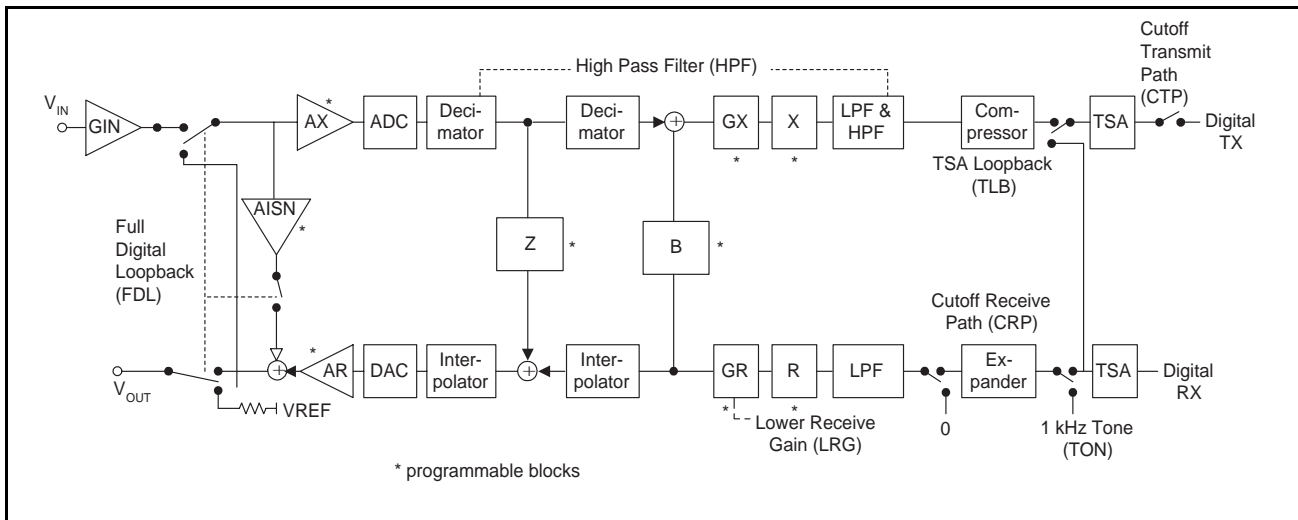 Cutoff
Transmit
Path
(CTP)
High Pass Filter (HPF)
VIN
GIN
*
AX
ADC
Deci-
mator
Deci-
mator
+
GX
*
X
*
LPF &
HPF
Com-
pressor
TSA
Digital
TX
TSA Loopback
(TLB)
AISN
*
Full
Digital
Loopback
(FDL)
Z
*
B
*
Cutoff Receive
Path (CRP)
VOUT
+
*
AR
DAC
Inter-
polator
+
Inter-
polator
GR
*
R
*
LPF
Ex-
pander
TSA
Digital
RX
VREF
Lower Receive
Gain (LRG)
0
1 kHz Tone
(TON)
* programmable blocks